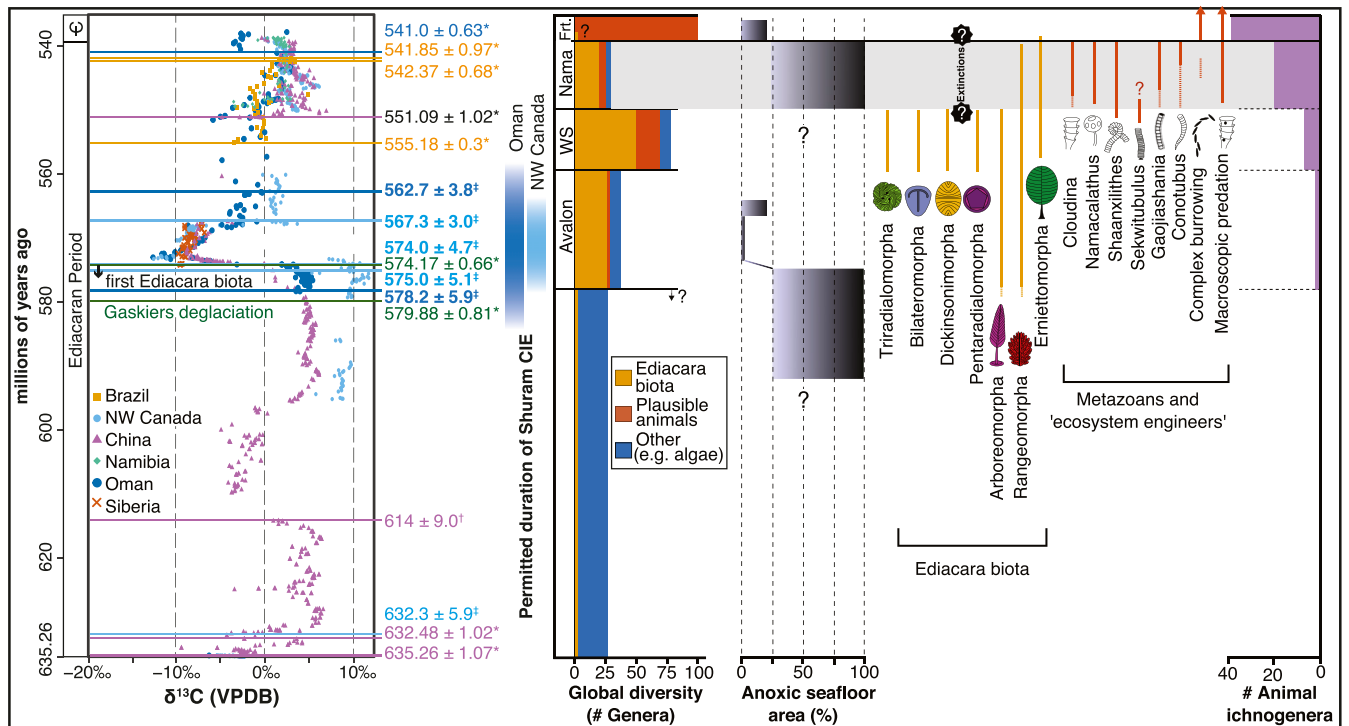 Ꞓ
541.0 ± 0.63*
541.85 ± 0.97*
542.37 ± 0.68*
551.09 ± 1.02*
555.18 ± 0.3*
562.7 ± 3.8‡
567.3 ± 3.0‡
574.0 ± 4.7‡
574.17 ± 0.66*
575.0 ± 5.1‡
578.2 ± 5.9‡
579.88 ± 0.81*
614 ± 9.0†
632.3 ± 5.9‡
632.48 ± 1.02*
635.26 ± 1.07*
540
560
580
600
620
635.26
millions of years ago
Ediacaran Period
first Ediacara biota
Gaskiers deglaciation
Brazil
NW Canada
China
Namibia
Oman
Siberia
−20‰
−10‰
0‰
10‰
δ¹³C (VPDB)
Permitted duration of Shuram CIE
Oman
NW Canada
Frt.
Nama
WS
Avalon
?
?
Ediacara
biota
Plausible
animals
Other
(e.g. algae)
0 25 50 75 100
Global diversity
(# Genera)
?
?
0 25 50 75 100
Anoxic seafloor
area (%)
?
Extinctions
?
Triradialomorpha
Bilateromorpha
Dickinsonimorpha
Pentaradialomorpha
Arboreomorpha
Rangeomorpha
Erniettomorpha
Ediacara biota
?
Cloudina
Namacalathus
Shaanxilithes
Sekwitubulus
Gaojiashania
Conotubus
Complex burrowing
Macroscopic predation
Metazoans and
'ecosystem engineers'
40 20 0
# Animal
ichnogenera